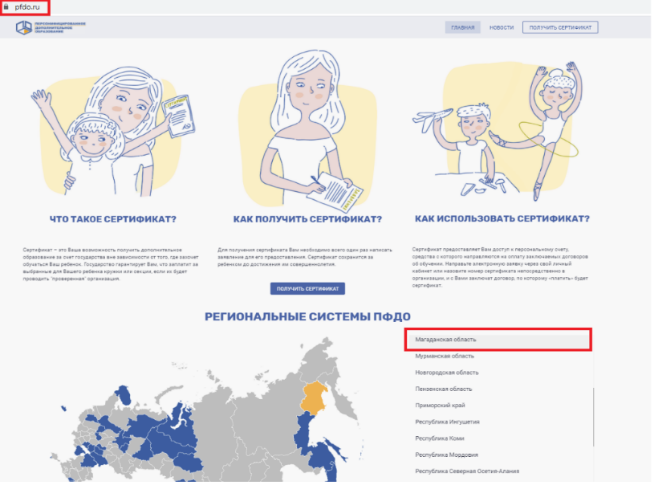 pfdo.ru
ПЕРСОНИФИЦИРОВАННОЕ
ДОПОЛНИТЕЛЬНОЕ
ОБРАЗОВАНИЕ
ГЛАВНАЯ НОВОСТИ ПОЛУЧИТЬ СЕРТИФИКАТ
ЧТО ТАКОЕ СЕРТИФИКАТ?
Сертификат – это Ваша возможность получить дополнительное
образование за счет государства вне зависимости от того, где захочет
обучаться Ваш ребенок. Государство гарантирует Вам, что заплатит за
выбранные для Вашего ребенка кружки или секции, если их будет
проводить "проверенная" организация.
КАК ПОЛУЧИТЬ СЕРТИФИКАТ?
Для получения сертификата Вам необходимо всего один раз написать
заявление для его предоставления. Сертификат сохранится за
ребенком до достижения им совершеннолетия.
ПОЛУЧИТЬ СЕРТИФИКАТ
КАК ИСПОЛЬЗОВАТЬ СЕРТИФИКАТ?
Сертификат предоставляет Вам доступ к персональному счету,
средства с которого направляются на оплату заключаемых договоров
об обучении. Направьте электронную заявку через свой личный
кабинет или назовите номер сертификата непосредственно в
организации, и с Вами заключат договор, по которому «платить» будет
сертификат.
РЕГИОНАЛЬНЫЕ СИСТЕМЫ ПФДО
Магаданская область
Мурманская область
Новгородская область
Пензенская область
Приморский край
Республика Ингушетия
Республика Коми
Республика Мордовия
Республика Северная Осетия-Алания